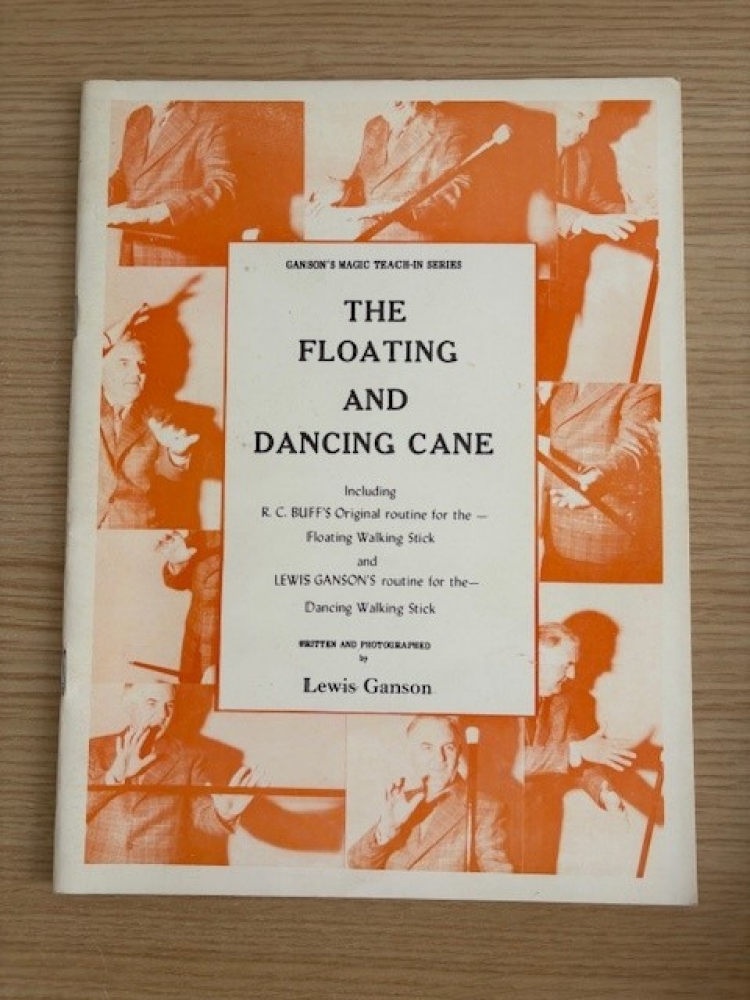 GANSON'S MAGIC TEACH-IN SERIES
THE
FLOATING
AND
DANCING CANE
Including
R. C. BUFF'S Original routine for the —
Floating Walking Stick
and
LEWIS GANSON'S routine for the—
Dancing Walking Stick
WRITTEN AND PHOTOGRAPHED
by
Lewis Ganson